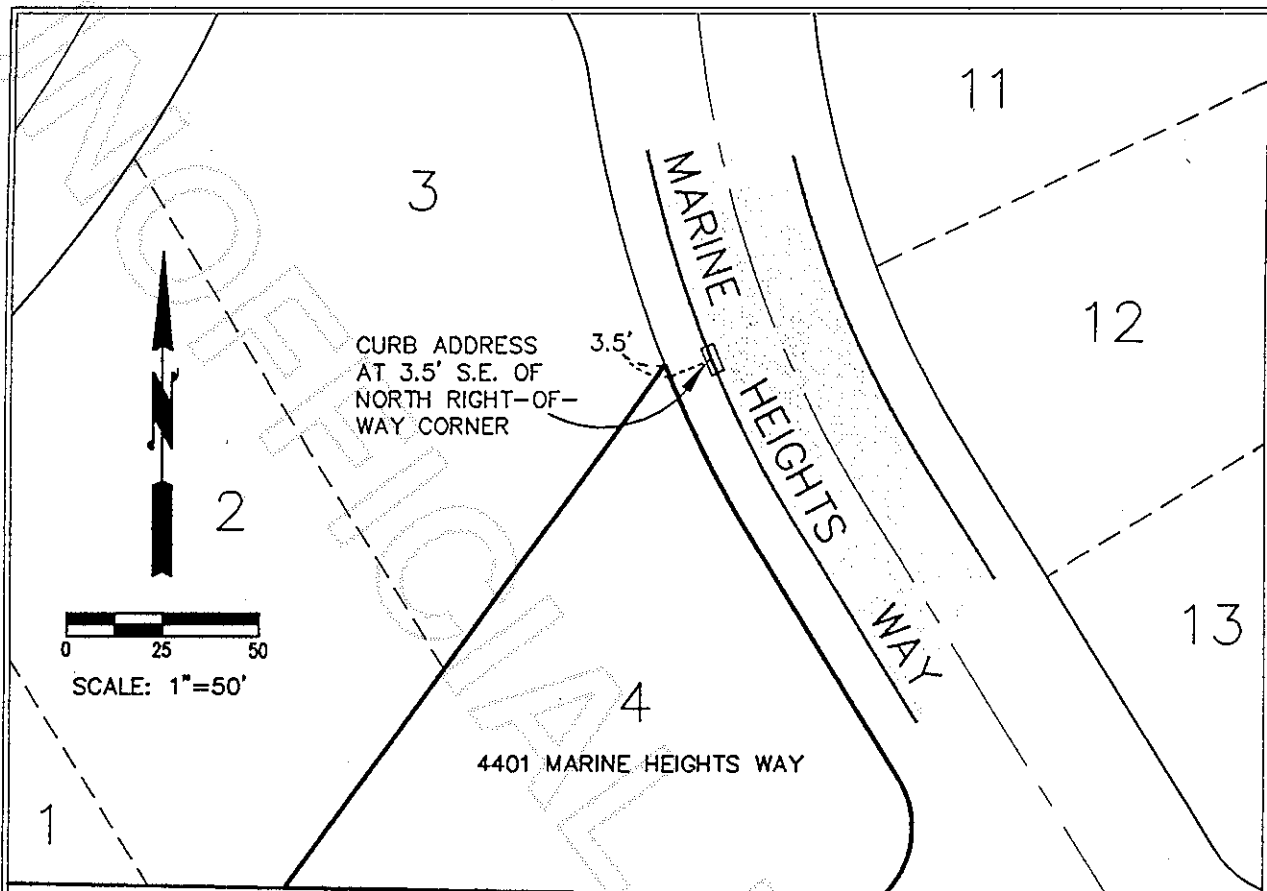 11
3
MARINE HEIGHTS WAY
12
CURB ADDRESS
AT 3.5' S.E. OF
NORTH RIGHT-OF-
WAY CORNER
3.5'
N
2
0 25 50
SCALE: 1"=50'
13
4
4401 MARINE HEIGHTS WAY
1
UNOFFICIAL